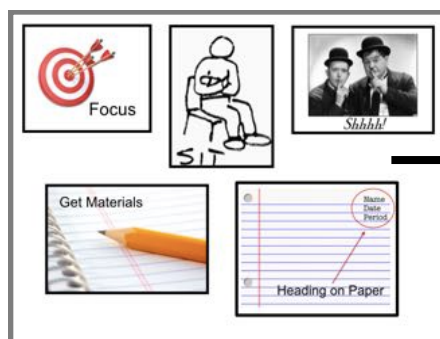 Focus
SIT
Shhhh!
Get Materials
Name
Date
Period
Heading on Paper